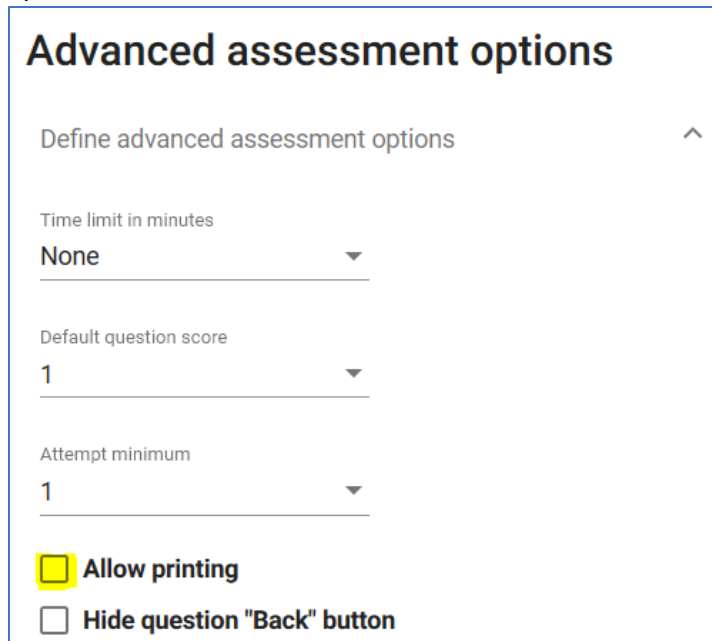 Advanced assessment options
Define advanced assessment options
Time limit in minutes
None
Default question score
1
Attempt minimum
1
Allow printing
Hide question "Back" button